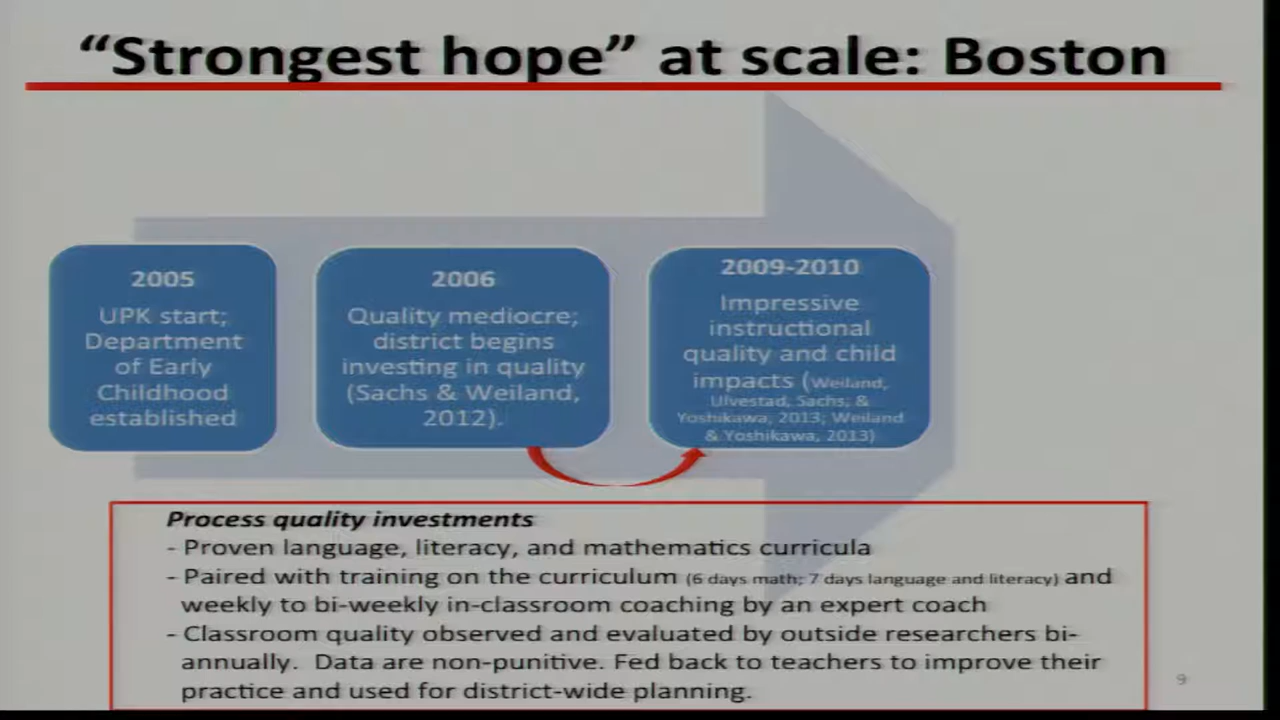 “Strongest hope” at scale: Boston
2005
UPK start;
Department
of Early
Childhood
established
2006
Quality mediocre;
district begins
investing in quality
(Sachs & Weiland,
2012).
2009-2010
Impressive
instructional
quality and child
impacts (Weiland,
Ulvestad, Sachs; &
Yoshikawa, 2013; Weiland
& Yoshikawa, 2013)
Process quality investments
- Proven language, literacy, and mathematics curricula
- Paired with training on the curriculum (6 days math; 7 days language and literacy) and
weekly to bi-weekly in-classroom coaching by an expert coach
- Classroom quality observed and evaluated by outside researchers bi-
annually. Data are non-punitive. Fed back to teachers to improve their
practice and used for district-wide planning.
9